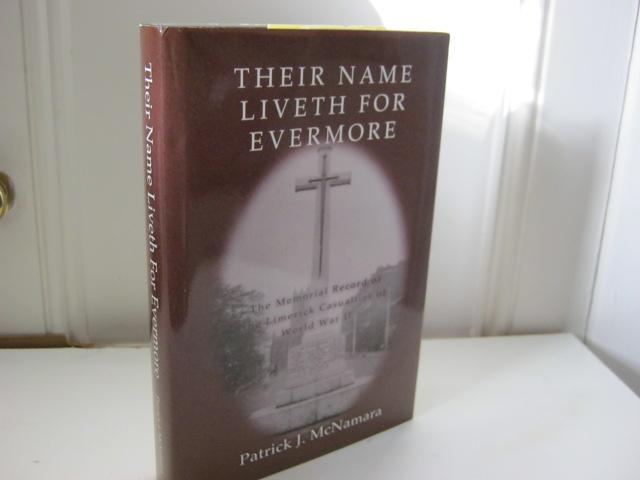 THEIR NAME
LIVETH FOR
EVERMORE
The Memorial Record of
Limerick Casualties of
World War II
Patrick J. McNamara
Their Name Liveth For Evermore